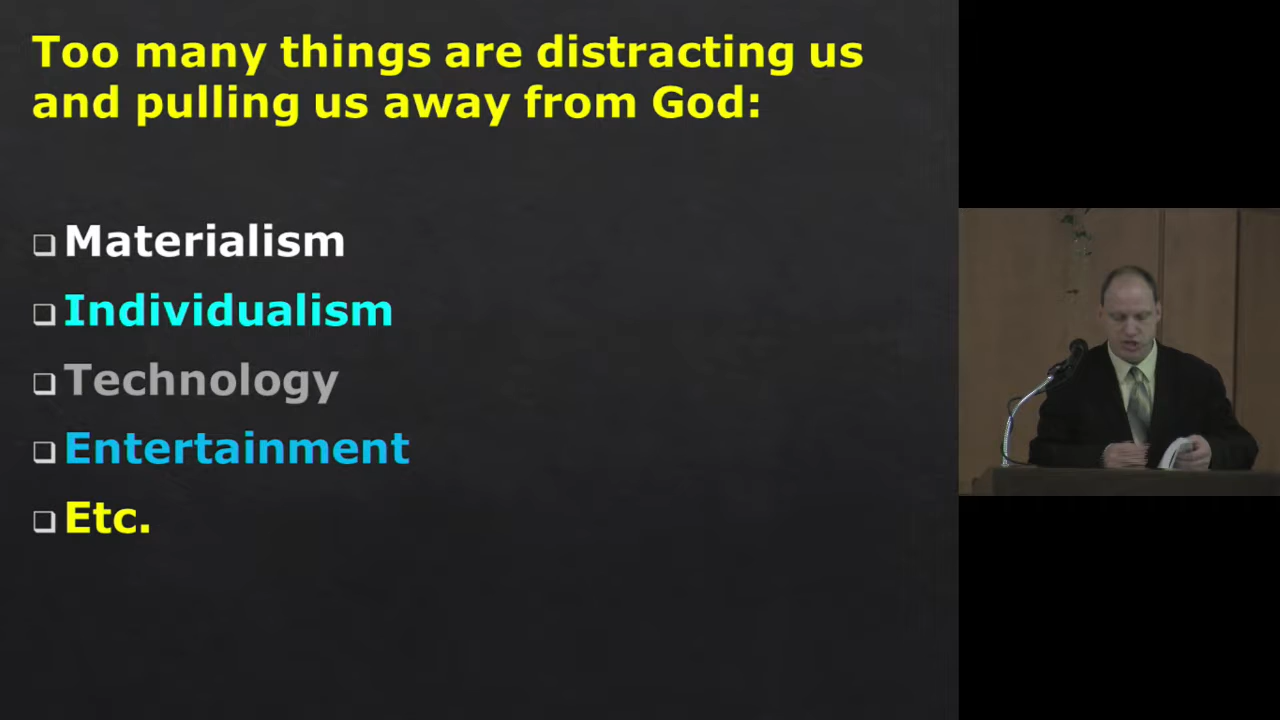 Too many things are distracting us
and pulling us away from God:
Materialism
Individualism
Technology
Entertainment
Etc.